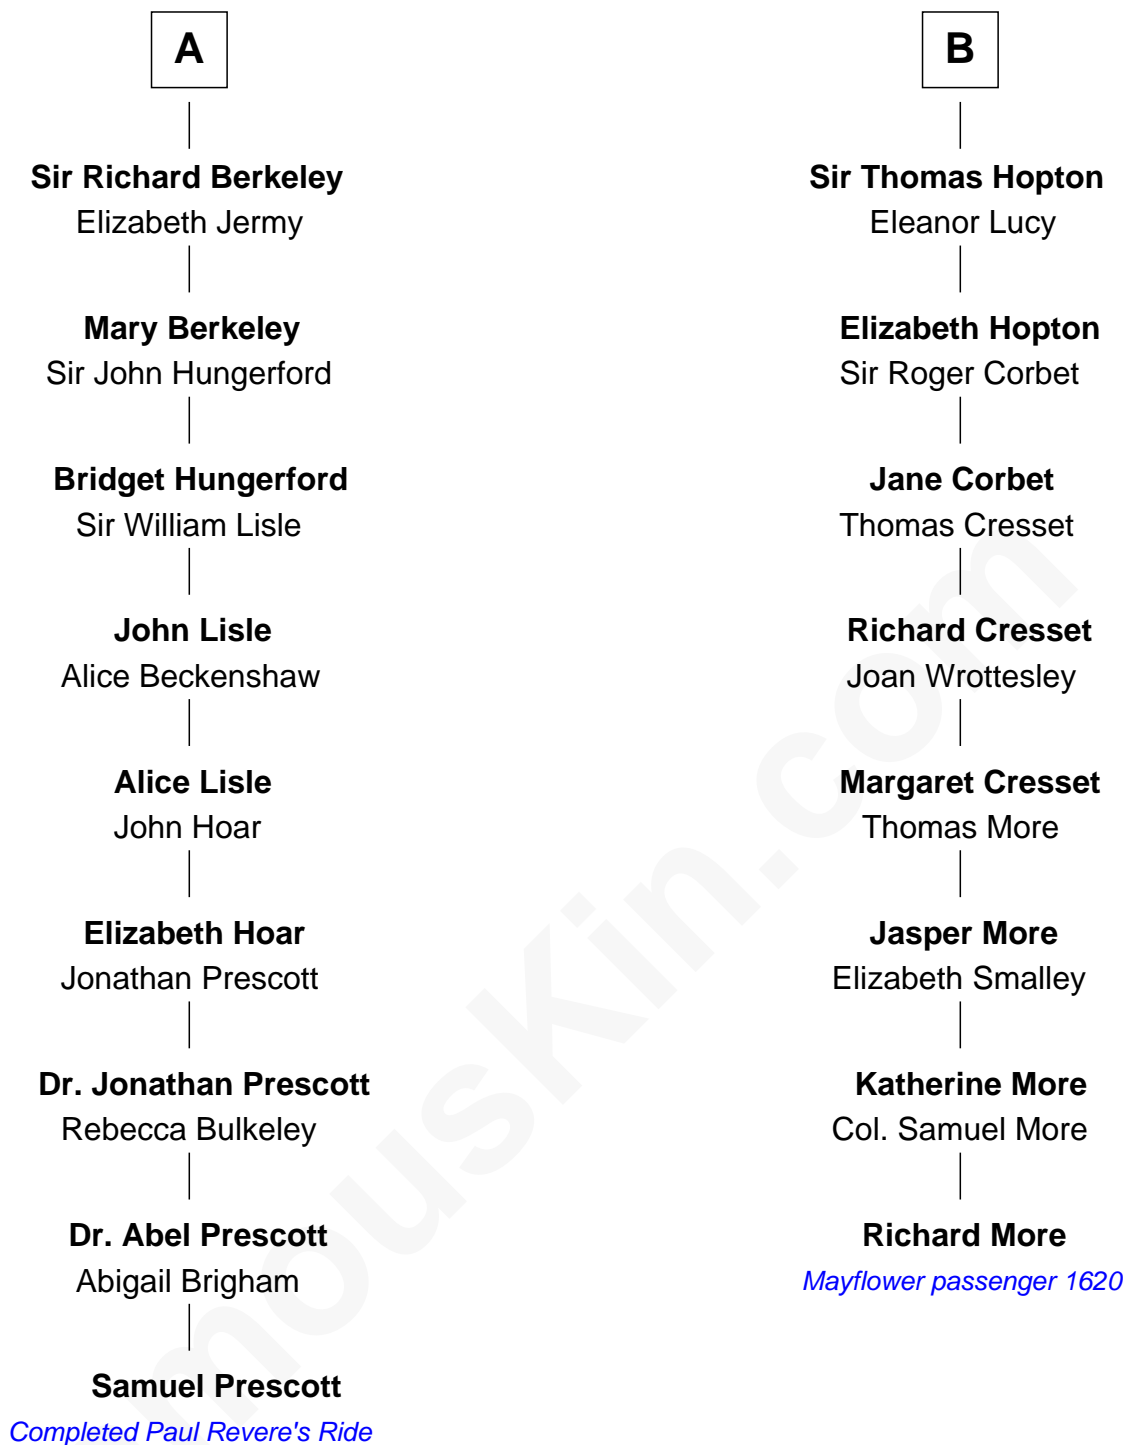 A
Sir Richard Berkeley
Elizabeth Jermy
Mary Berkeley
Sir John Hungerford
Bridget Hungerford
Sir William Lisle
John Lisle
Alice Beckenshaw
Alice Lisle
John Hoar
Elizabeth Hoar
Jonathan Prescott
Dr. Jonathan Prescott
Rebecca Bulkeley
Dr. Abel Prescott
Abigail Brigham
Samuel Prescott
Completed Paul Revere's Ride
B
Sir Thomas Hopton
Eleanor Lucy
Elizabeth Hopton
Sir Roger Corbet
Jane Corbet
Thomas Cresset
Richard Cresset
Joan Wrottesley
Margaret Cresset
Thomas More
Jasper More
Elizabeth Smalley
Katherine More
Col. Samuel More
Richard More
Mayflower passenger 1620
mousKin.com